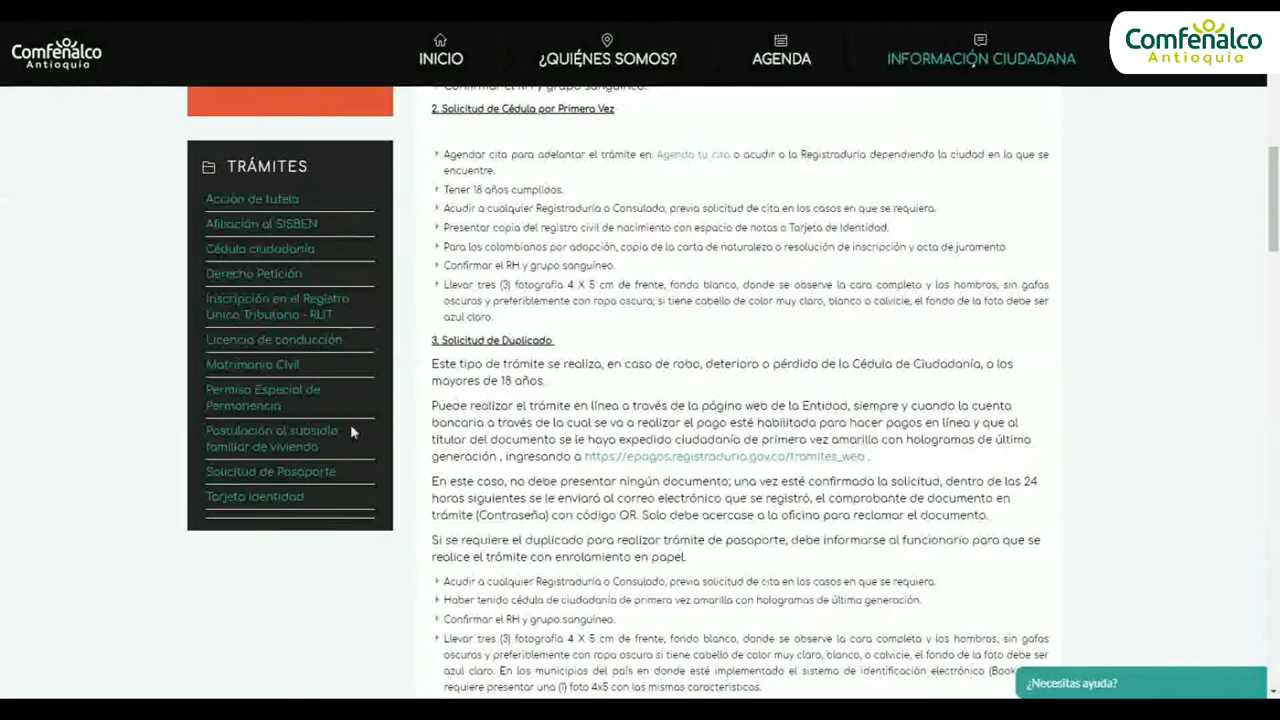 Comfenalco
Antioquia
INICIO
¿QUIÉNES SOMOS?
AGENDA
INFORMACIÓN CIUDADANA
Comfenalco
Antioquia
Confirmar el RH y grupo sanguíneo.
2. Solicitud de Cédula por Primera Vez
Agendar cita para adelantar el trámite en: Agenda tu cita o acudir a la Registraduría dependiendo la ciudad en la que se
encuentre.
Tener 18 años cumplidos.
Acudir a cualquier Registraduría o Consulado, previa solicitud de cita en los casos en que se requiera.
Presentar copia del registro civil de nacimiento con espacio de notas o Tarjeta de Identidad.
Para los colombianos por adopción, copia de la carta de naturaleza o resolución de inscripción y acta de juramento
Confirmar el RH y grupo sanguíneo.
Llevar tres (3) fotografía 4 X 5 cm de frente, fondo blanco, donde se observe la cara completa y los hombros, sin gafas
oscuras y preferiblemente con ropa oscura; si tiene cabello de color muy claro, blanco o calvicie, el fondo de la foto debe ser
azul claro.
3. Solicitud de Duplicado
Este tipo de trámite se realiza, en caso de robo, deterioro o pérdida de la Cédula de Ciudadanía, a los
mayores de 18 años.
Puede realizar el trámite en línea a través de la página web de la Entidad, siempre y cuando la cuenta
bancaria a través de la cual se va a realizar el pago esté habilitada para hacer pagos en línea y que al
titular del documento se le haya expedido ciudadanía de primera vez amarilla con hologramas de última
generación , ingresando a https://epagos.registraduria.gov.co/tramites_web .
En este caso, no debe presentar ningún documento; una vez esté confirmada la solicitud, dentro de las 24
horas siguientes se le enviará al correo electrónico que se registró, el comprobante de documento en
trámite (Contraseña) con código QR. Solo debe acercase a la oficina para reclamar el documento.
Si se requiere el duplicado para realizar trámite de pasaporte, debe informarse al funcionario para que se
realice el trámite con enrolamiento en papel.
Acudir a cualquier Registraduría o Consulado, previa solicitud de cita en los casos en que se requiera.
Haber tenido cédula de ciudadanía de primera vez amarilla con hologramas de última generación.
Confirmar el RH y grupo sanguíneo.
Llevar tres (3) fotografía 4 X 5 cm de frente, fondo blanco, donde se observe la cara completa y los hombros, sin gafas
oscuras y preferiblemente con ropa oscura si tiene cabello de color muy claro, blanco, o calvicie, el fondo de la foto debe ser
azul claro. En los municipios del país en donde esté implementado el sistema de identificación electrónico (Book
requiere presentar una (1) foto 4x5 con las mismas características.
TRÁMITES
Acción de tutela
Afiliación al SISBEN
Cédula ciudadanía
Derecho Petición
Inscripción en el Registro
Único Tributario - RUT
Licencia de conducción
Matrimonio Civil
Permiso Especial de
Permanencia
Postulación al subsidio
familiar de vivienda
Solicitud de Pasaporte
Tarjeta Identidad
¿Necesitas ayuda?